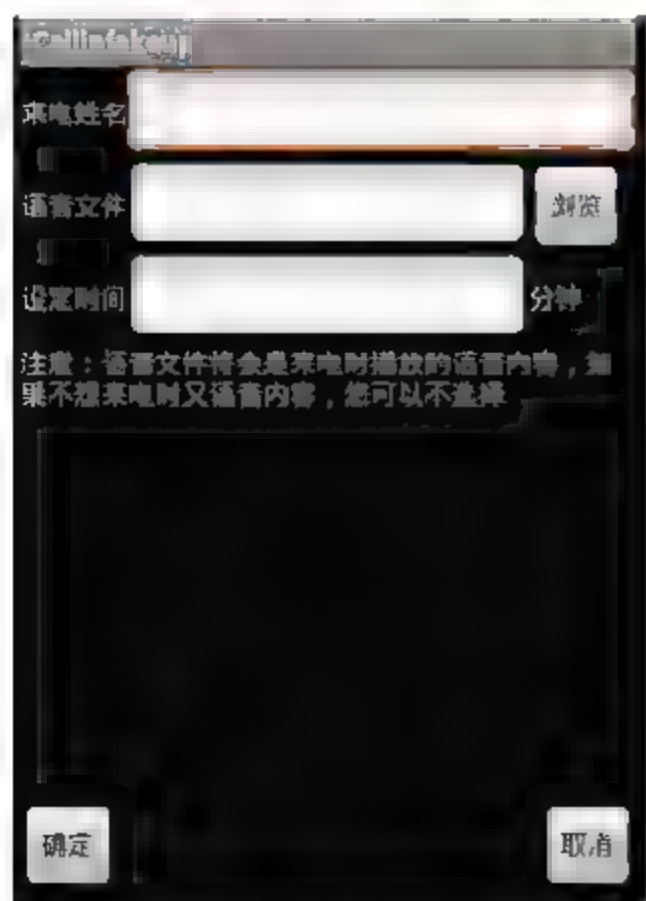 来电姓名
语音文件
浏览
设定时间
分钟
注意：语音文件将会是来电时播放的语音内容，如
果不想来电时又语音内容，您可以不选择
确定
取消